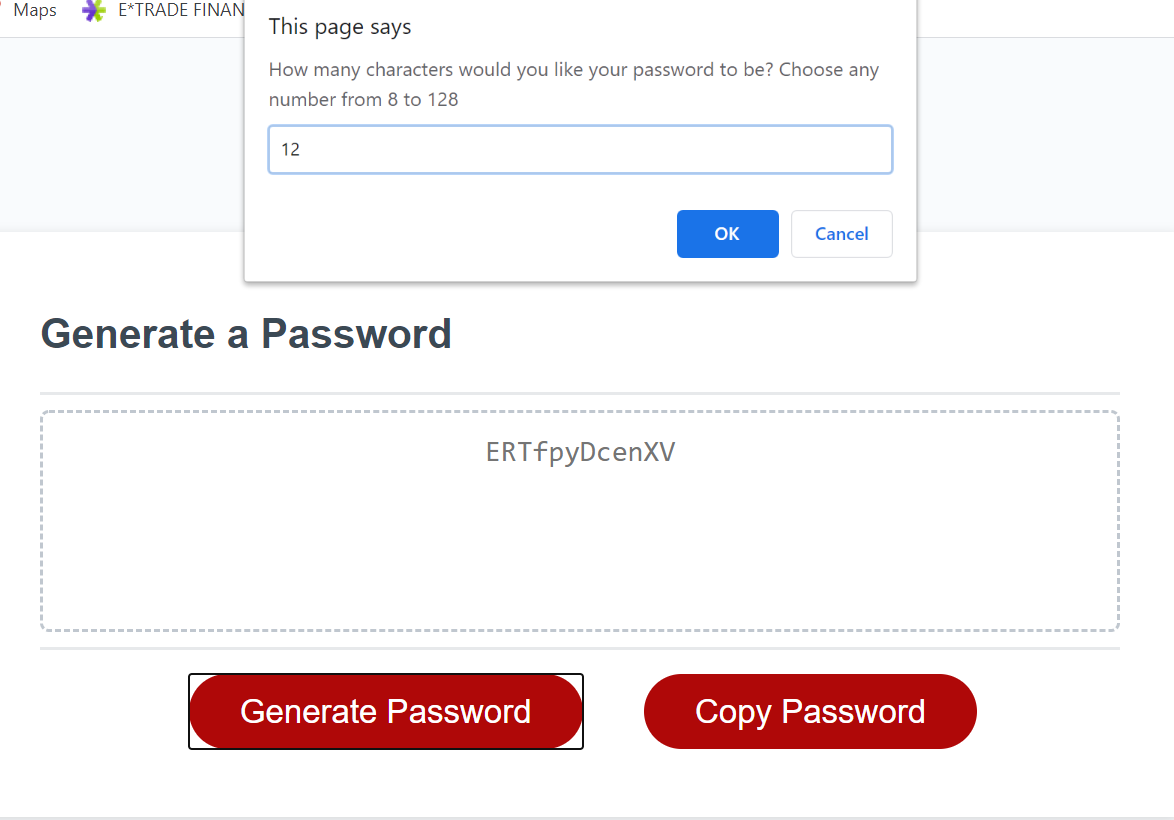 Maps E*TRADE FINAN
This page says
How many characters would you like your password to be? Choose any
number from 8 to 128
12
OK Cancel
Generate a Password
ERTfpyDcenXV
Generate Password Copy Password